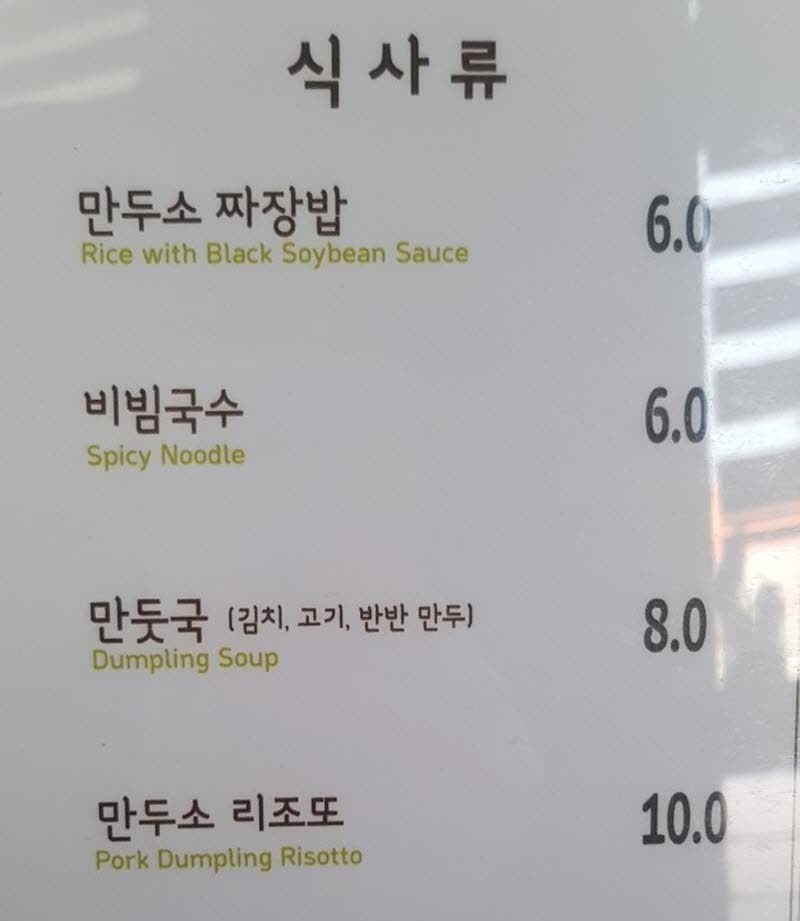 식사류
만두소 짜장밥 6.0
Rice with Black Soybean Sauce
비빔국수 6.0
Spicy Noodle
만둣국 (김치, 고기, 반반 만두) 8.0
Dumpling Soup
만두소 리조또 10.0
Pork Dumpling Risotto